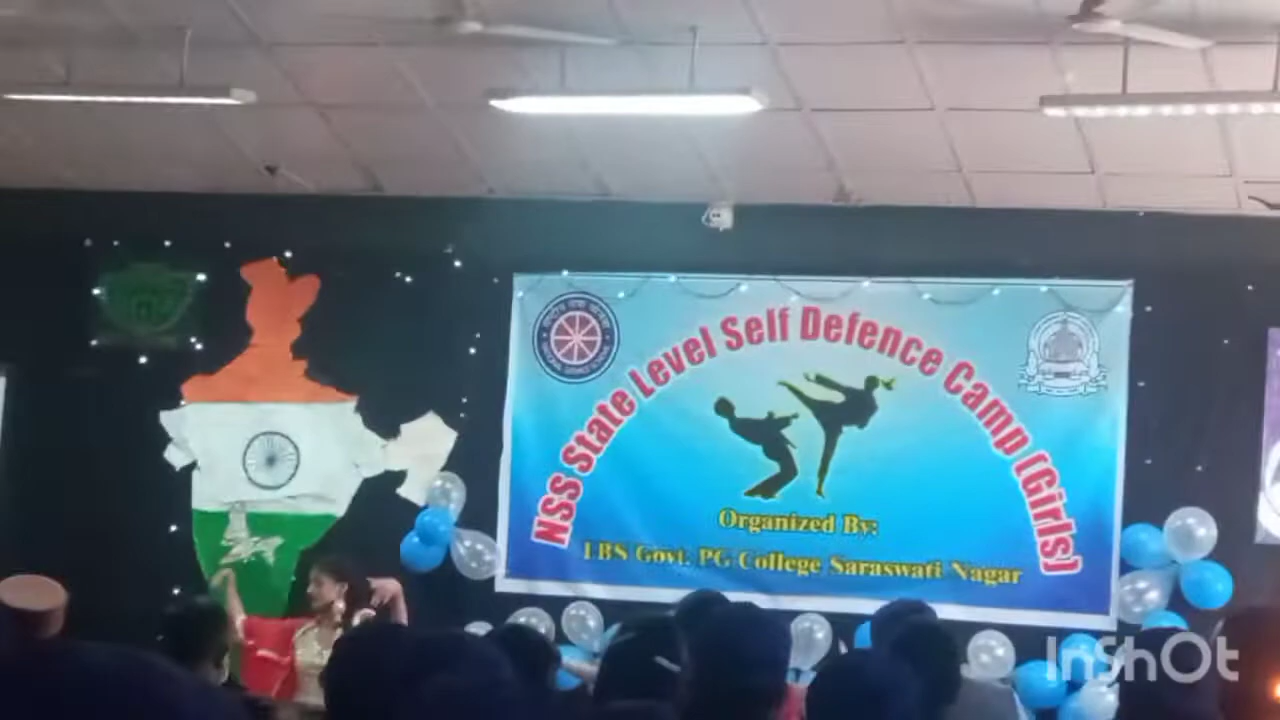 NSS State Level Self Defence Camp (Girls)
Organized By:
LBS Govt. PG College Saraswati Nagar
InShOt